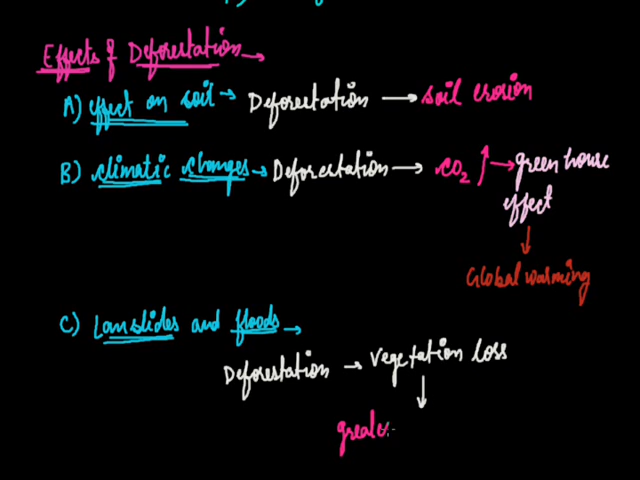 Effects of Deforestation →
A) effect on soil → Deforestation → soil erosion
B) climatic changes → Deforestation → CO2 ↑ → green house
effect
↓
Global warming
C) Lanslides and floods →
Deforestation → vegetation loss
↓